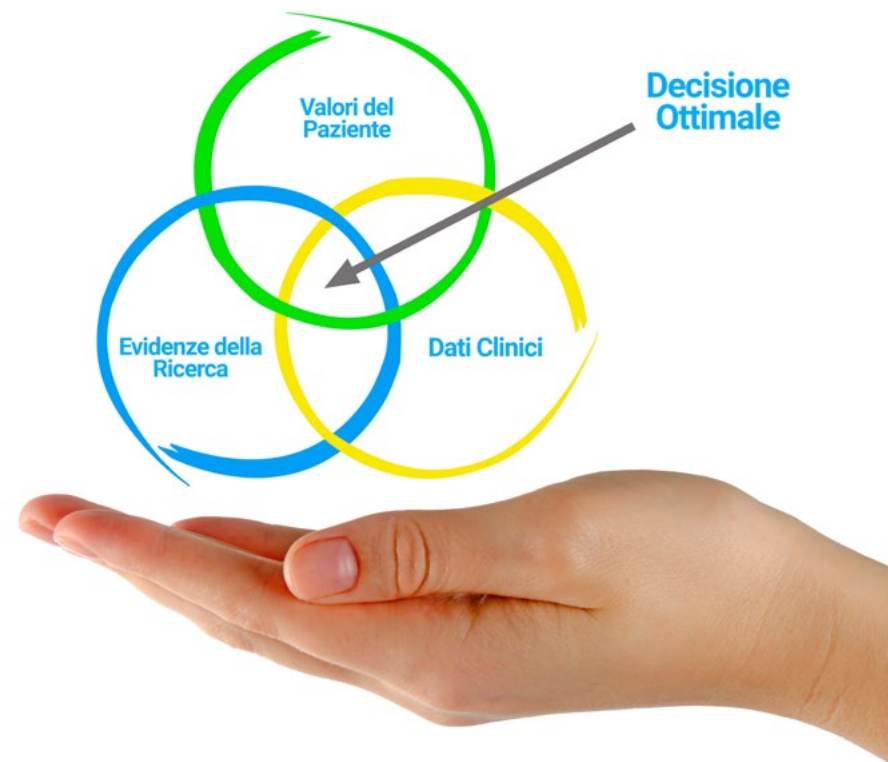 Decisione
Ottimale
Valori del
Paziente
Evidenze della
Ricerca
Dati Clinici